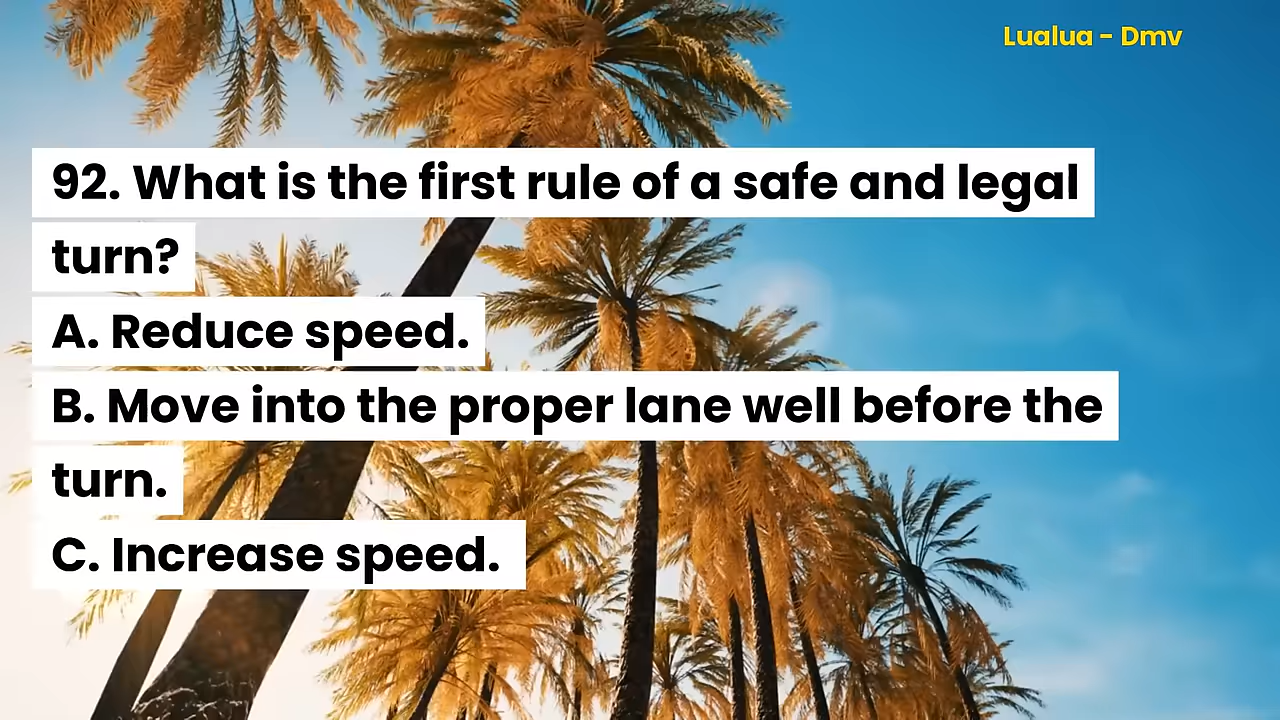 Lualua - Dmv
92. What is the first rule of a safe and legal
turn?
A. Reduce speed.
B. Move into the proper lane well before the
turn.
C. Increase speed.